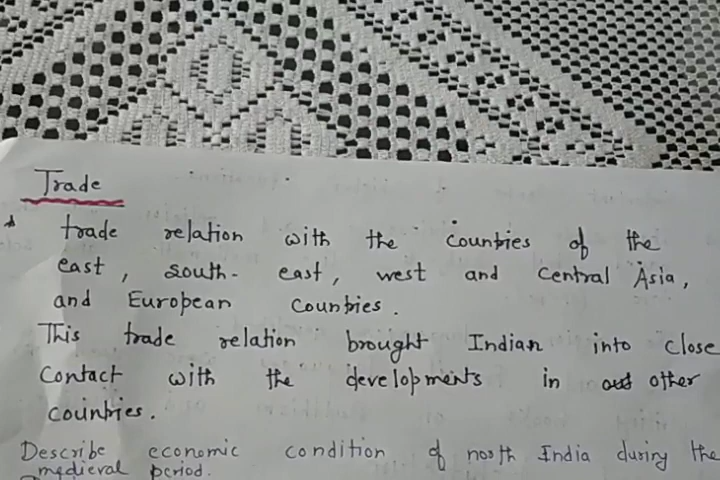 Trade
trade relation with the countries of the
east, south-east, west and Central Asia,
and European Countries.
This trade relation brought Indian into close
Contact with the developments in other
countries.
Describe economic condition of north India during the
medieval period.